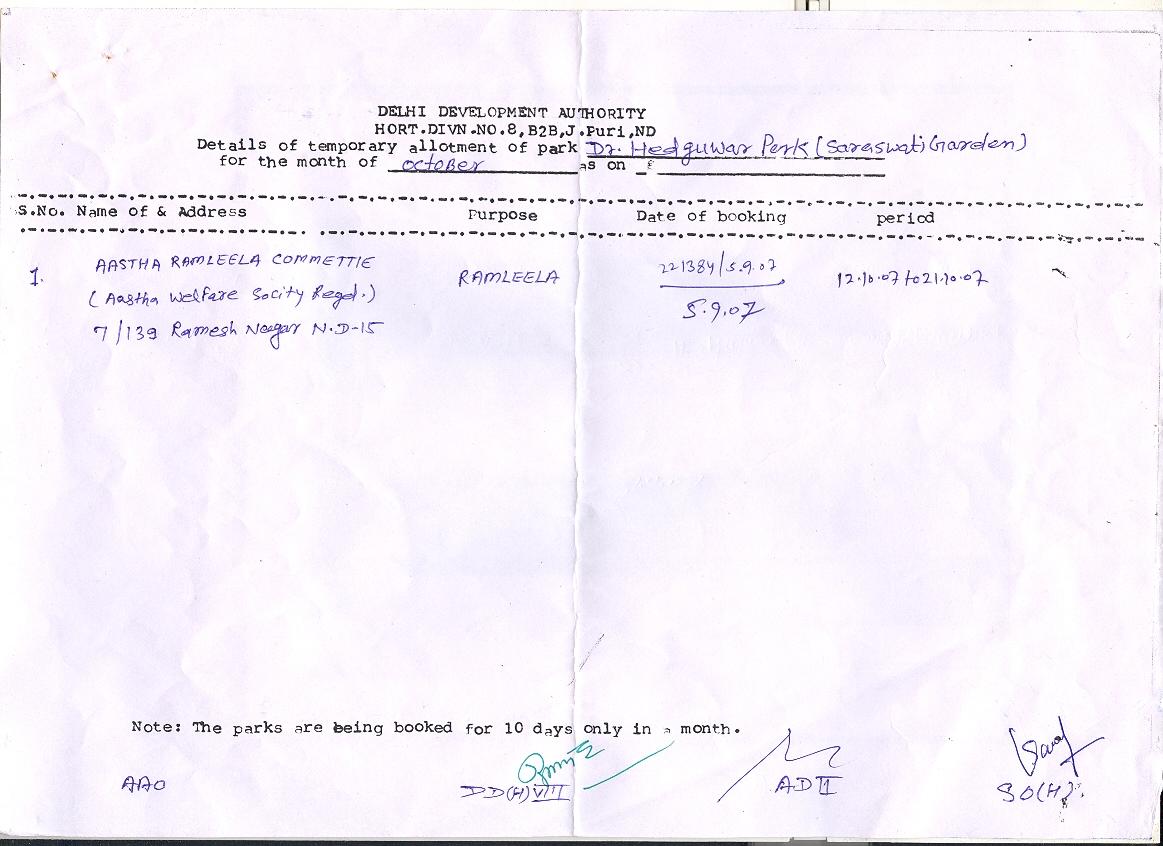 DELHI DEVELOPMENT AUTHORITY
HORT.DIVN.NO.8,B2B,J.Puri,ND
Details of temporary allotment of park Dr. Hedguwar Perk (Saraswati Garden)
for the month of october as on
S.No. Name of & Address Purpose Date of booking period
1. AASTHA RAMLEELA COMMETTIE RAMLEELA 221384/5.9.07 12.10.07 to 21.10.07
(Aastha Welfare Socity Regd.) 5.9.07
7/139 Ramesh Nagar N.D-15
Note: The parks are being booked for 10 days only in a month.
AAO DD(H)VIII AD II SO(H)